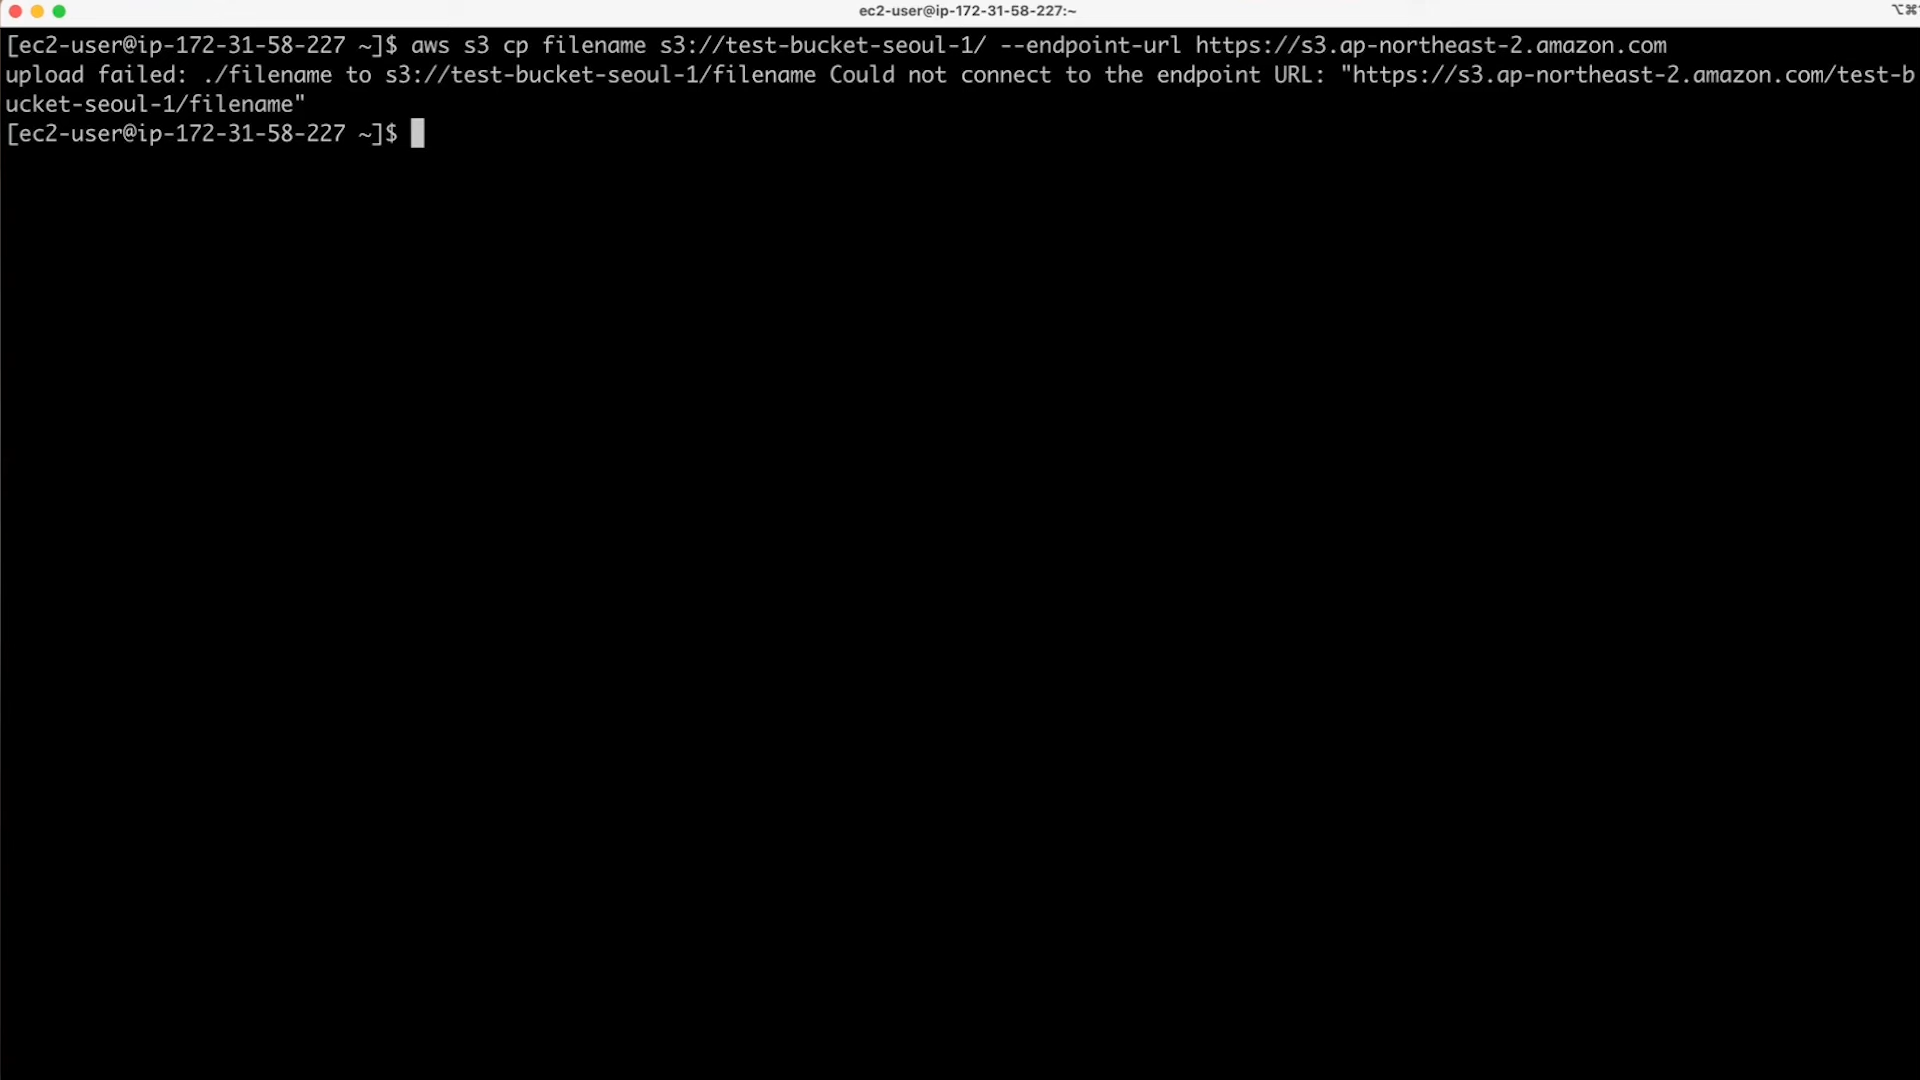 ec2-user@ip-172-31-58-227:~
⌥⌘
[ec2-user@ip-172-31-58-227 ~]$ aws s3 cp filename s3://test-bucket-seoul-1/ --endpoint-url https://s3.ap-northeast-2.amazon.com
upload failed: ./filename to s3://test-bucket-seoul-1/filename Could not connect to the endpoint URL: "https://s3.ap-northeast-2.amazon.com/test-b
ucket-seoul-1/filename"
[ec2-user@ip-172-31-58-227 ~]$